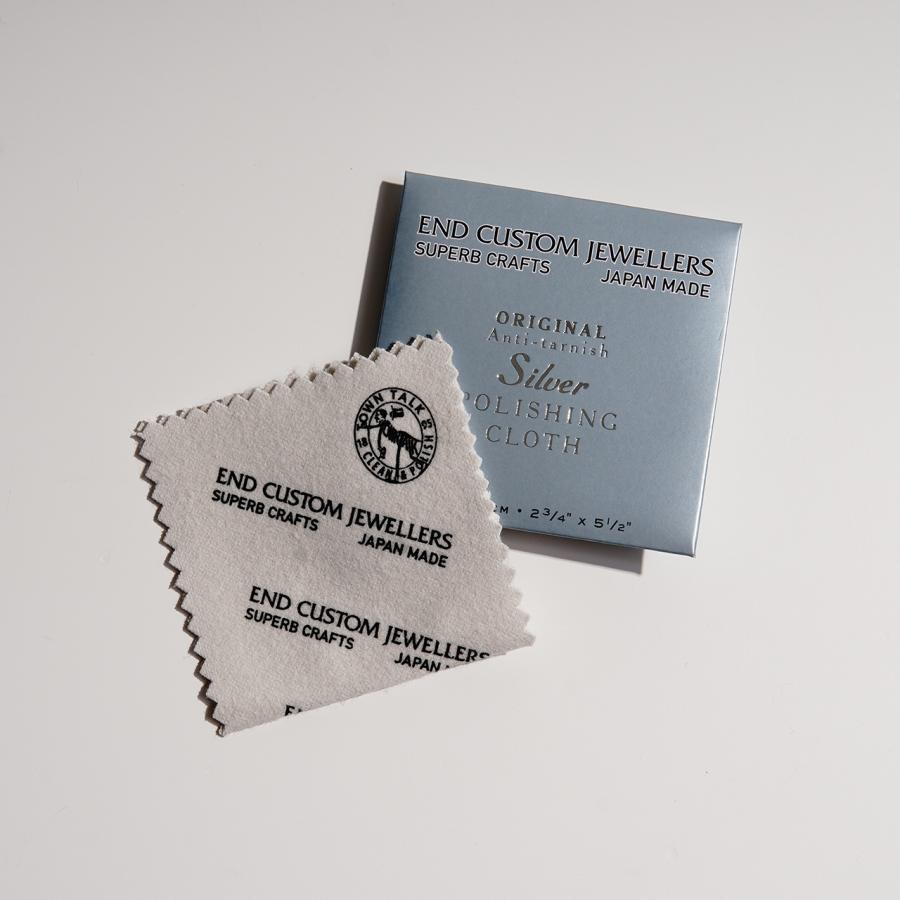 END CUSTOM JEWELLERS
SUPERB CRAFTS
JAPAN MADE
ORIGINAL
Anti-tarnish
Silver
POLISHING
CLOTH
CM • 2 3/4" x 5 1/2"
TOWN TALK
CLEAN & POLISH
END CUSTOM JEWELLERS
SUPERB CRAFTS
JAPAN MADE
END CUSTOM JEWELLERS
SUPERB CRAFTS
JAPAN